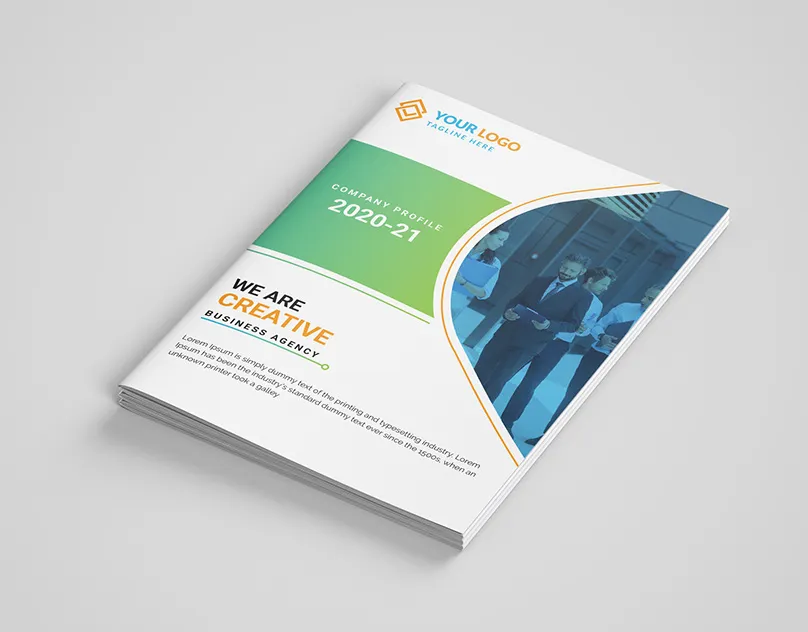 YOUR LOGO
TAGLINE HERE
COMPANY PROFILE
2020-21
WE ARE
CREATIVE
BUSINESS AGENCY
Lorem Ipsum is simply dummy text of the printing and typesetting industry. Lorem
Ipsum has been the industry's standard dummy text ever since the 1500s, when an
unknown printer took a galley